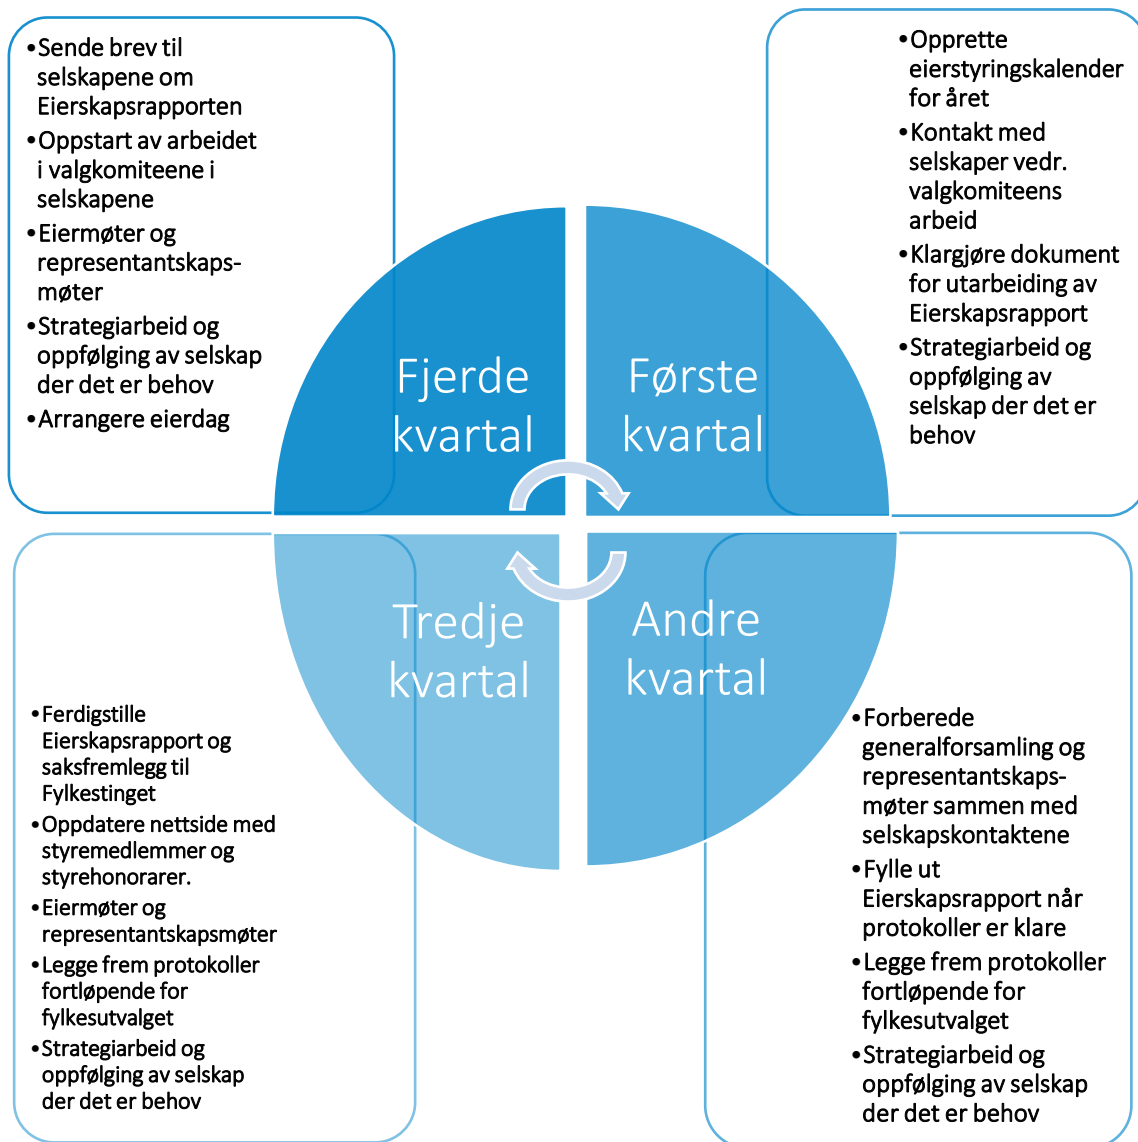 •Sende brev til
selskapene om
Eierskapsrapporten
•Oppstart av arbeidet
i valgkomiteene i
selskapene
•Eiermøter og
representantskaps-
møter
•Strategiarbeid og
oppfølging av selskap
der det er behov
•Arrangere eierdag
•Opprette
eierstyringskalender
for året
•Kontakt med
selskaper vedr.
valgkomiteens
arbeid
•Klargjøre dokument
for utarbeiding av
Eierskapsrapport
•Strategiarbeid og
oppfølging av
selskap der det er
behov
Fjerde
kvartal
Første
kvartal
Tredje
kvartal
Andre
kvartal
•Ferdigstille
Eierskapsrapport og
saksfremlegg til
Fylkestinget
•Oppdatere nettside med
styremedlemmer og
styrehonorarer.
•Eiermøter og
representantskapsmøter
•Legge frem protokoller
fortløpende for
fylkesutvalget
•Strategiarbeid og
oppfølging av selskap
der det er behov
•Forberede
generalforsamling og
representantskaps-
møter sammen med
selskapskontaktene
•Fylle ut
Eierskapsrapport når
protokoller er klare
•Legge frem protokoller
fortløpende for
fylkesutvalget
•Strategiarbeid og
oppfølging av selskap
der det er behov